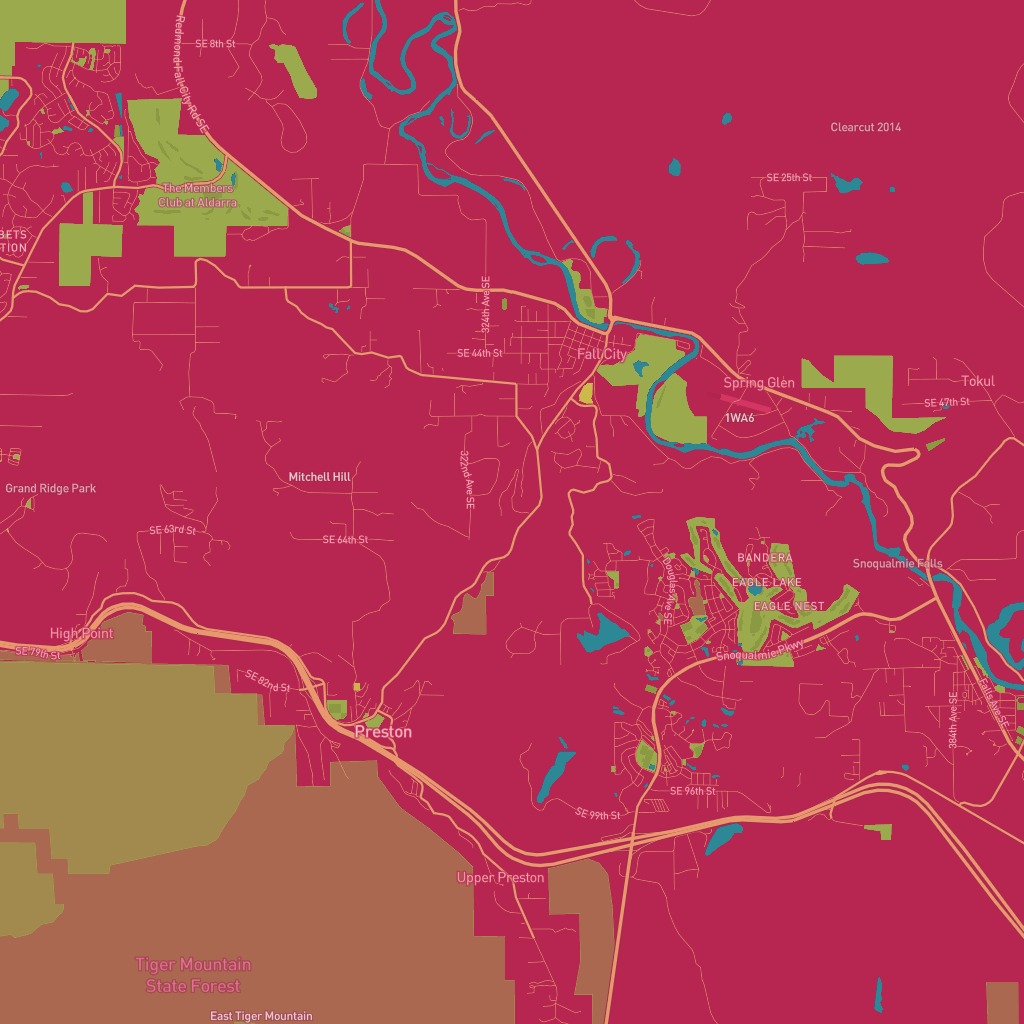 SE 8th St
Redmond Fall City Rd SE
Clearcut 2014
SE 25th St
The Members
Club at Aldarra
BETS
TION
324th Ave SE
SE 44th St
Fall City
Spring Glen
Tokul
SE 47th St
1WA6
322nd Ave SE
Mitchell Hill
Grand Ridge Park
SE 63rd St
SE 64th St
BANDERA
Snoqualmie Falls
EAGLE LAKE
Douglas Ave SE
EAGLE NEST
High Point
SE 79th St
Snoqualmie Pkwy
SE 82nd St
Falls Ave SE
384th Ave SE
Preston
SE 96th St
SE 99th St
Upper Preston
Tiger Mountain
State Forest
East Tiger Mountain